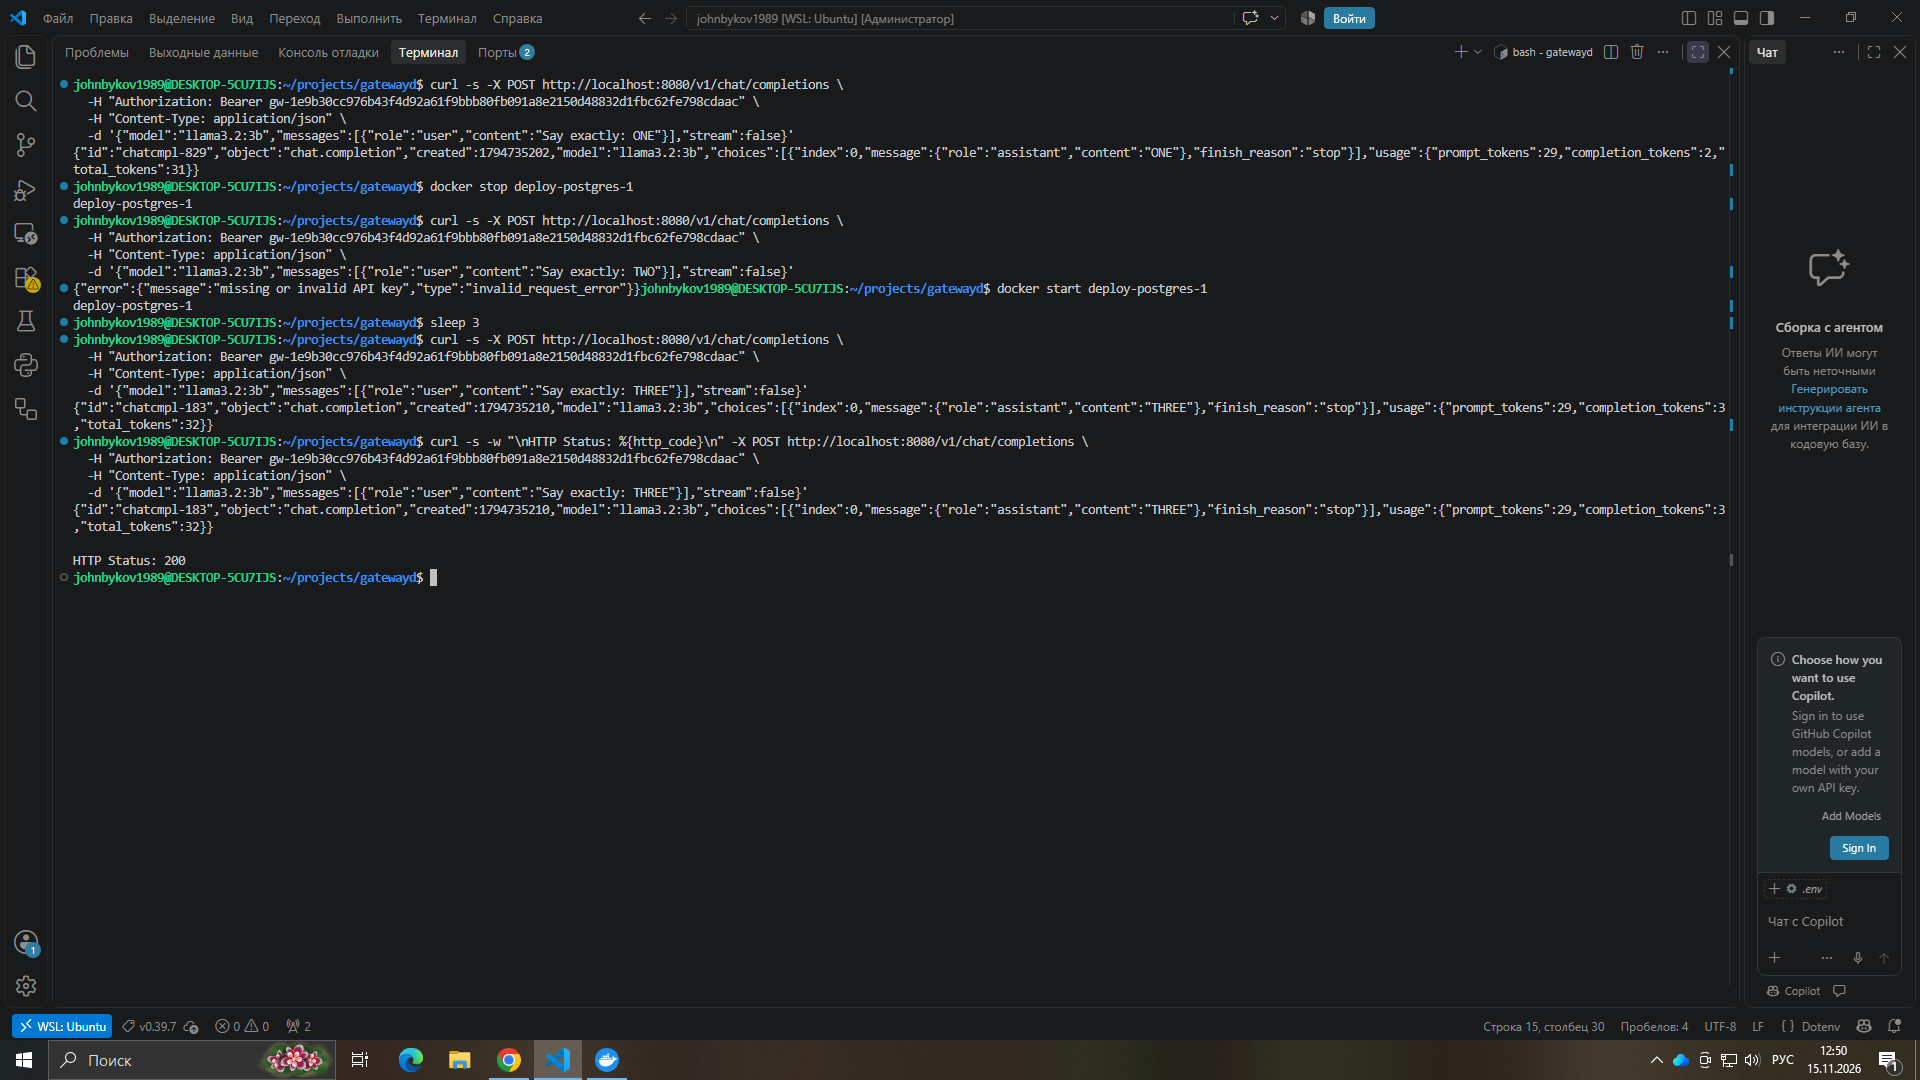 Файл Правка Выделение Вид Переход Выполнить Терминал Справка
johnbykov1989 [WSL: Ubuntu] [Администратор]
Войти
Проблемы Выходные данные Консоль отладки Терминал Порты 2
bash - gatewayd
Чат
johnbykov1989@DESKTOP-5CU7IJS:~/projects/gatewayd$ curl -s -X POST http://localhost:8080/v1/chat/completions \
-H "Authorization: Bearer gw-1e9b30cc976b43f4d92a61f9bbb80fb091a8e2150d48832d1fbc62fe798cdaac" \
-H "Content-Type: application/json" \
-d '{"model":"llama3.2:3b","messages":[{"role":"user","content":"Say exactly: ONE"}],"stream":false}'
{"id":"chatcmpl-829","object":"chat.completion","created":1794735202,"model":"llama3.2:3b","choices":[{"index":0,"message":{"role":"assistant","content":"ONE"},"finish_reason":"stop"}],"usage":{"prompt_tokens":29,"completion_tokens":2,"
total_tokens":31}}
johnbykov1989@DESKTOP-5CU7IJS:~/projects/gatewayd$ docker stop deploy-postgres-1
deploy-postgres-1
johnbykov1989@DESKTOP-5CU7IJS:~/projects/gatewayd$ curl -s -X POST http://localhost:8080/v1/chat/completions \
-H "Authorization: Bearer gw-1e9b30cc976b43f4d92a61f9bbb80fb091a8e2150d48832d1fbc62fe798cdaac" \
-H "Content-Type: application/json" \
-d '{"model":"llama3.2:3b","messages":[{"role":"user","content":"Say exactly: TWO"}],"stream":false}'
{"error":{"message":"missing or invalid API key","type":"invalid_request_error"}}johnbykov1989@DESKTOP-5CU7IJS:~/projects/gatewayd$ docker start deploy-postgres-1
deploy-postgres-1
johnbykov1989@DESKTOP-5CU7IJS:~/projects/gatewayd$ sleep 3
johnbykov1989@DESKTOP-5CU7IJS:~/projects/gatewayd$ curl -s -X POST http://localhost:8080/v1/chat/completions \
-H "Authorization: Bearer gw-1e9b30cc976b43f4d92a61f9bbb80fb091a8e2150d48832d1fbc62fe798cdaac" \
-H "Content-Type: application/json" \
-d '{"model":"llama3.2:3b","messages":[{"role":"user","content":"Say exactly: THREE"}],"stream":false}'
{"id":"chatcmpl-183","object":"chat.completion","created":1794735210,"model":"llama3.2:3b","choices":[{"index":0,"message":{"role":"assistant","content":"THREE"},"finish_reason":"stop"}],"usage":{"prompt_tokens":29,"completion_tokens":3
,"total_tokens":32}}
johnbykov1989@DESKTOP-5CU7IJS:~/projects/gatewayd$ curl -s -w "\nHTTP Status: %{http_code}\n" -X POST http://localhost:8080/v1/chat/completions \
-H "Authorization: Bearer gw-1e9b30cc976b43f4d92a61f9bbb80fb091a8e2150d48832d1fbc62fe798cdaac" \
-H "Content-Type: application/json" \
-d '{"model":"llama3.2:3b","messages":[{"role":"user","content":"Say exactly: THREE"}],"stream":false}'
{"id":"chatcmpl-183","object":"chat.completion","created":1794735210,"model":"llama3.2:3b","choices":[{"index":0,"message":{"role":"assistant","content":"THREE"},"finish_reason":"stop"}],"usage":{"prompt_tokens":29,"completion_tokens":3
,"total_tokens":32}}
HTTP Status: 200
johnbykov1989@DESKTOP-5CU7IJS:~/projects/gatewayd$
Сборка с агентом
Ответы ИИ могут
быть неточными
Генерировать
инструкции агента
для интеграции ИИ в
кодовую базу.
Choose how you
want to use
Copilot.
Sign in to use
GitHub Copilot
models, or add a
model with your
own API key.
Add Models
Sign In
.env
Чат с Copilot
Copilot
1
WSL: Ubuntu v0.39.7 0 0 2
Строка 15, столбец 30 Пробелов: 4 UTF-8 LF { } Dotenv
Поиск
РУС
12:50
15.11.2026
1